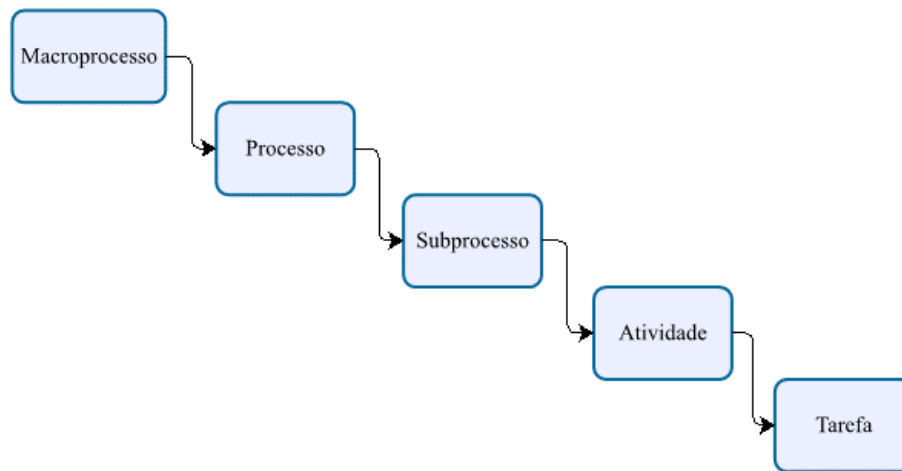 Macroprocesso
Processo
Subprocesso
Atividade
Tarefa